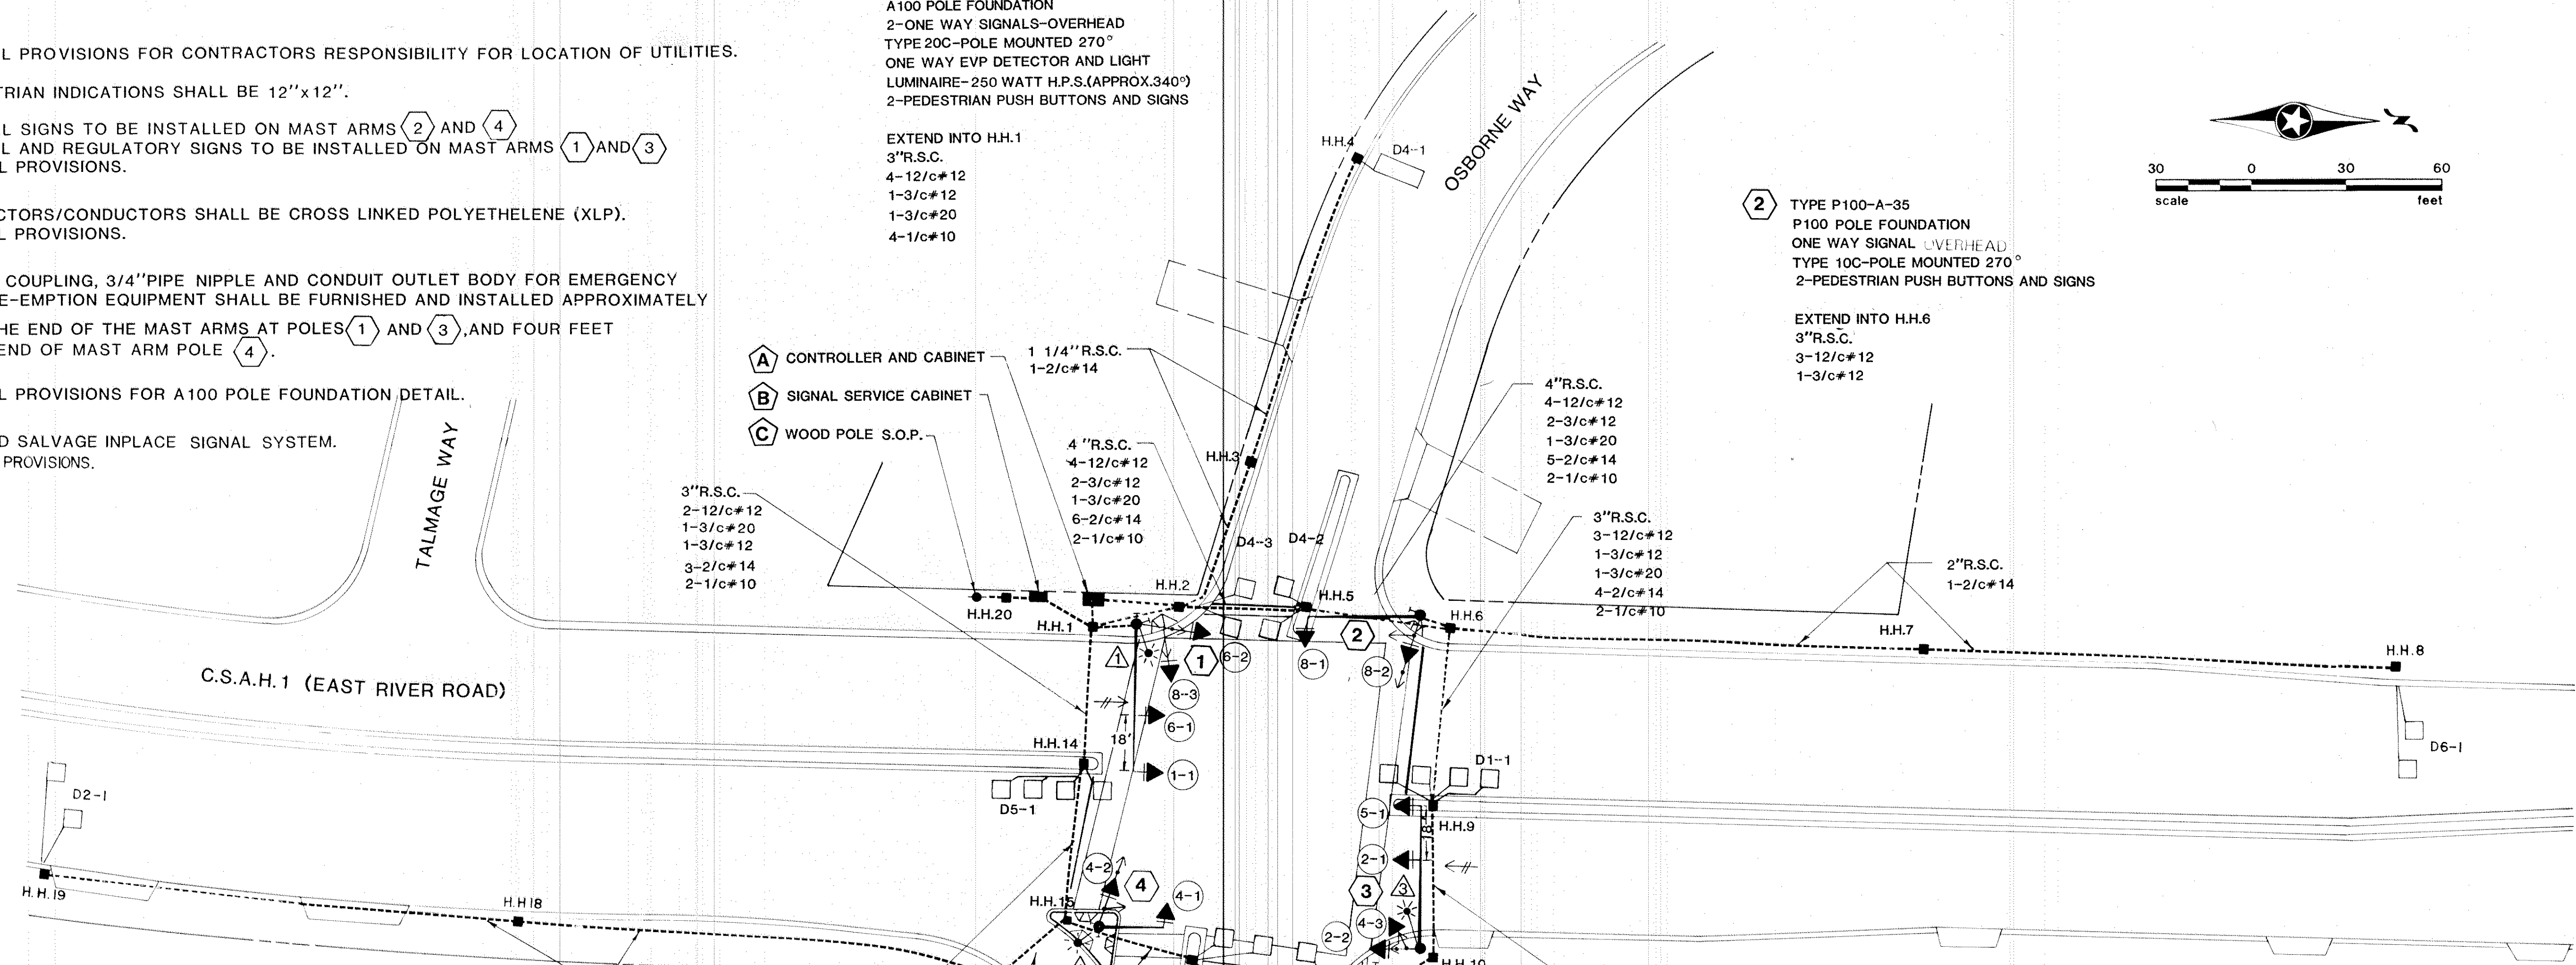 L PROVISIONS FOR CONTRACTORS RESPONSIBILITY FOR LOCATION OF UTILITIES.
TRIAN INDICATIONS SHALL BE 12''x12''.
L SIGNS TO BE INSTALLED ON MAST ARMS 2 AND 4
L AND REGULATORY SIGNS TO BE INSTALLED ON MAST ARMS 1 AND 3
L PROVISIONS.
CTORS/CONDUCTORS SHALL BE CROSS LINKED POLYETHELENE (XLP).
L PROVISIONS.
COUPLING, 3/4''PIPE NIPPLE AND CONDUIT OUTLET BODY FOR EMERGENCY
E-EMPTION EQUIPMENT SHALL BE FURNISHED AND INSTALLED APPROXIMATELY
HE END OF THE MAST ARMS AT POLES 1 AND 3 ,AND FOUR FEET
END OF MAST ARM POLE 4 .
L PROVISIONS FOR A100 POLE FOUNDATION DETAIL.
D SALVAGE INPLACE SIGNAL SYSTEM.
PROVISIONS.
A100 POLE FOUNDATION
2-ONE WAY SIGNALS-OVERHEAD
TYPE 20C-POLE MOUNTED 270°
ONE WAY EVP DETECTOR AND LIGHT
LUMINAIRE-250 WATT H.P.S.(APPROX.340°)
2-PEDESTRIAN PUSH BUTTONS AND SIGNS
EXTEND INTO H.H.1
3''R.S.C.
4-12/c#12
1-3/c#12
1-3/c#20
4-1/c#10
H.H.4
D4-1
OSBORNE WAY
30 0 30 60
scale feet
2 TYPE P100-A-35
P100 POLE FOUNDATION
ONE WAY SIGNAL OVERHEAD
TYPE 10C-POLE MOUNTED 270°
2-PEDESTRIAN PUSH BUTTONS AND SIGNS
EXTEND INTO H.H.6
3''R.S.C.
3-12/c#12
1-3/c#12
A CONTROLLER AND CABINET
B SIGNAL SERVICE CABINET
C WOOD POLE S.O.P.
1 1/4''R.S.C.
1-2/c#14
4 ''R.S.C.
4-12/c#12
2-3/c#12
1-3/c#20
6-2/c#14
2-1/c#10
H.H.3
4''R.S.C.
4-12/c#12
2-3/c#12
1-3/c#20
5-2/c#14
2-1/c#10
3''R.S.C.
2-12/c#12
1-3/c#20
1-3/c#12
3-2/c#14
2-1/c#10
3''R.S.C.
3-12/c#12
1-3/c#12
1-3/c#20
4-2/c#14
2-1/c#10
2''R.S.C.
1-2/c#14
TALMAGE WAY
D4-3
D4-2
H.H.20
H.H.1
H.H.2
H.H.5
H.H.6
H.H.7
H.H.8
1
1
6-2
8-1
2
8-2
8-3
6-1
18'
1-1
C.S.A.H.1 (EAST RIVER ROAD)
H.H.14
D5-1
D1-1
D6-1
D2-1
5-1
H.H.9
2-1
3
3
4-3
2-2
H.H.10
4-2
4
4-1
H.H.15
H.H.19
H.H18